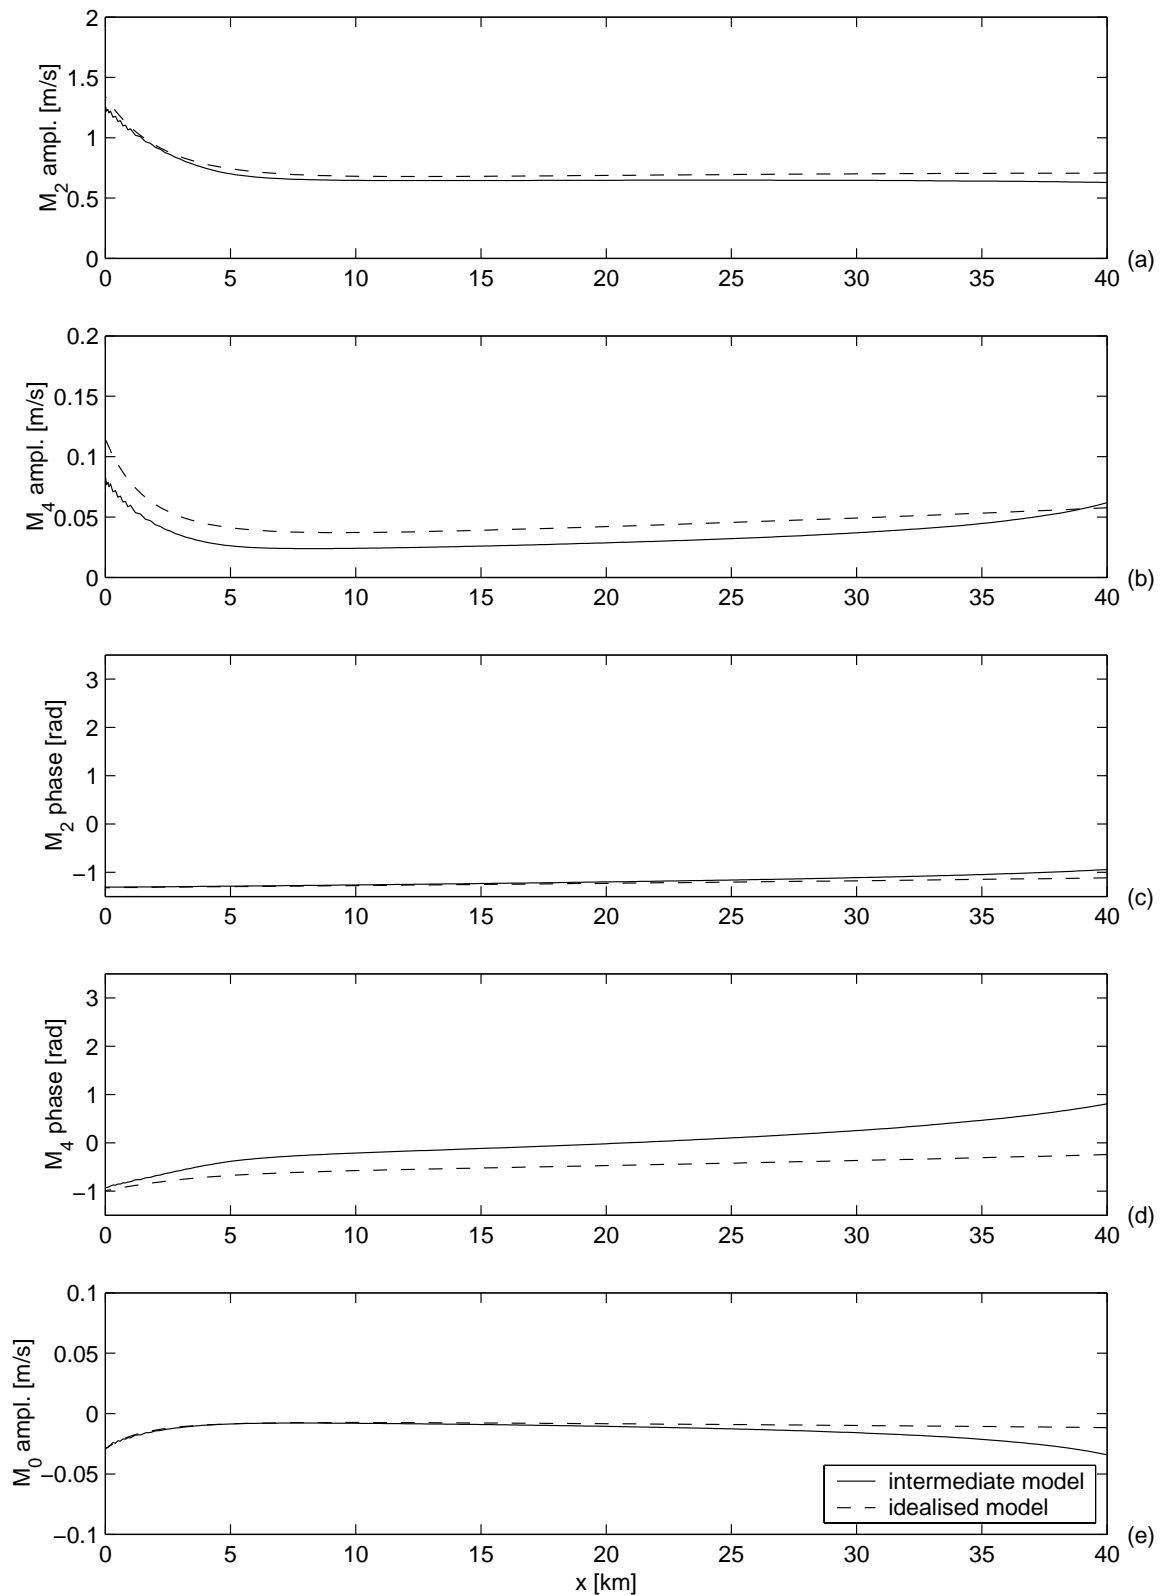 2
1.5
1
0.5
0
M2 ampl. [m/s]
0 5 10 15 20 25 30 35 40
(a)
0.2
0.15
0.1
0.05
0
M4 ampl. [m/s]
0 5 10 15 20 25 30 35 40
(b)
3
2
1
0
−1
M2 phase [rad]
0 5 10 15 20 25 30 35 40
(c)
3
2
1
0
−1
M4 phase [rad]
0 5 10 15 20 25 30 35 40
(d)
0.1
0.05
0
−0.05
−0.1
M0 ampl. [m/s]
intermediate model
idealised model
0 5 10 15 20 25 30 35 40
(e)
x [km]